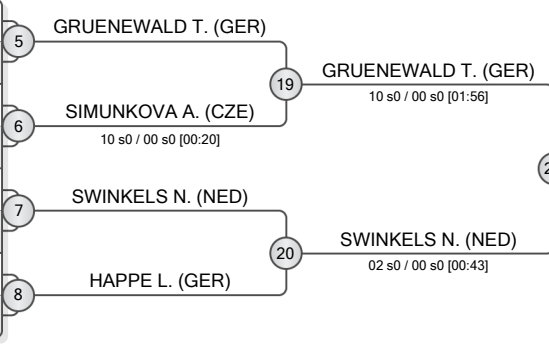 GRUENEWALD T. (GER)
5
19
GRUENEWALD T. (GER)
10 s0 / 00 s0 [01:56]
SIMUNKOVA A. (CZE)
6
10 s0 / 00 s0 [00:20]
SWINKELS N. (NED)
7
20
SWINKELS N. (NED)
02 s0 / 00 s0 [00:43]
HAPPE L. (GER)
8